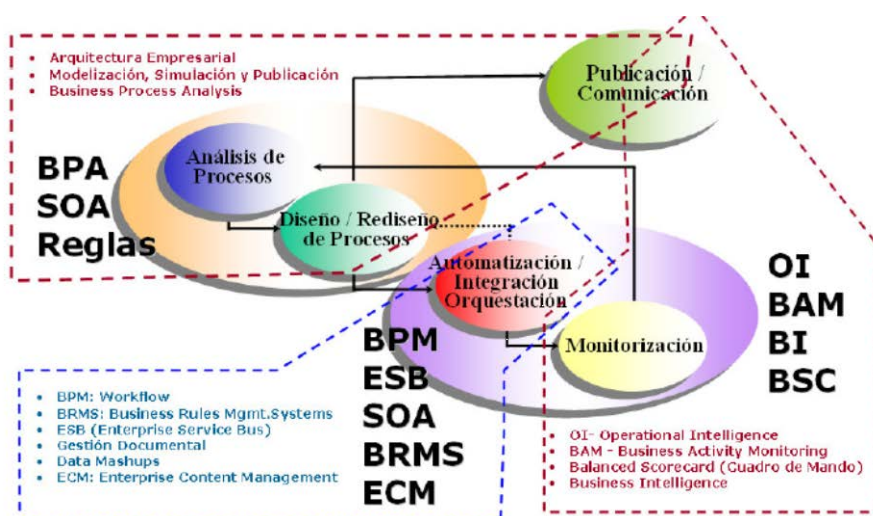 • Arquitectura Empresarial
• Modelización, Simulación y Publicación
• Business Process Analysis
Publicación /
Comunicación
BPA
SOA
Reglas
Análisis de
Procesos
Diseño / Rediseño
de Procesos
Automatización /
Integración
Orquestación
Monitorización
OI
BAM
BI
BSC
BPM
ESB
SOA
BRMS
ECM
• BPM: Workflow
• BRMS: Business Rules Mgmt.Systems
• ESB (Enterprise Service Bus)
• Gestión Documental
• Data Mashups
• ECM: Enterprise Content Management
• OI- Operational Intelligence
• BAM - Business Activity Monitoring
• Balanced Scorecard (Cuadro de Mando)
• Business Intelligence